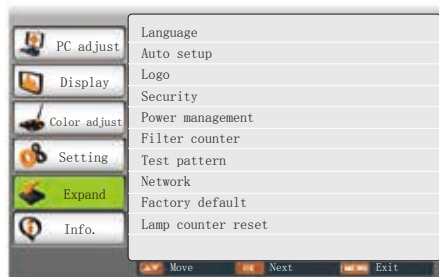 PC adjust
Display
Color adjust
Setting
Expand
Info.
Language
Auto setup
Logo
Security
Power management
Filter counter
Test pattern
Network
Factory default
Lamp counter reset
Move
Next
Exit